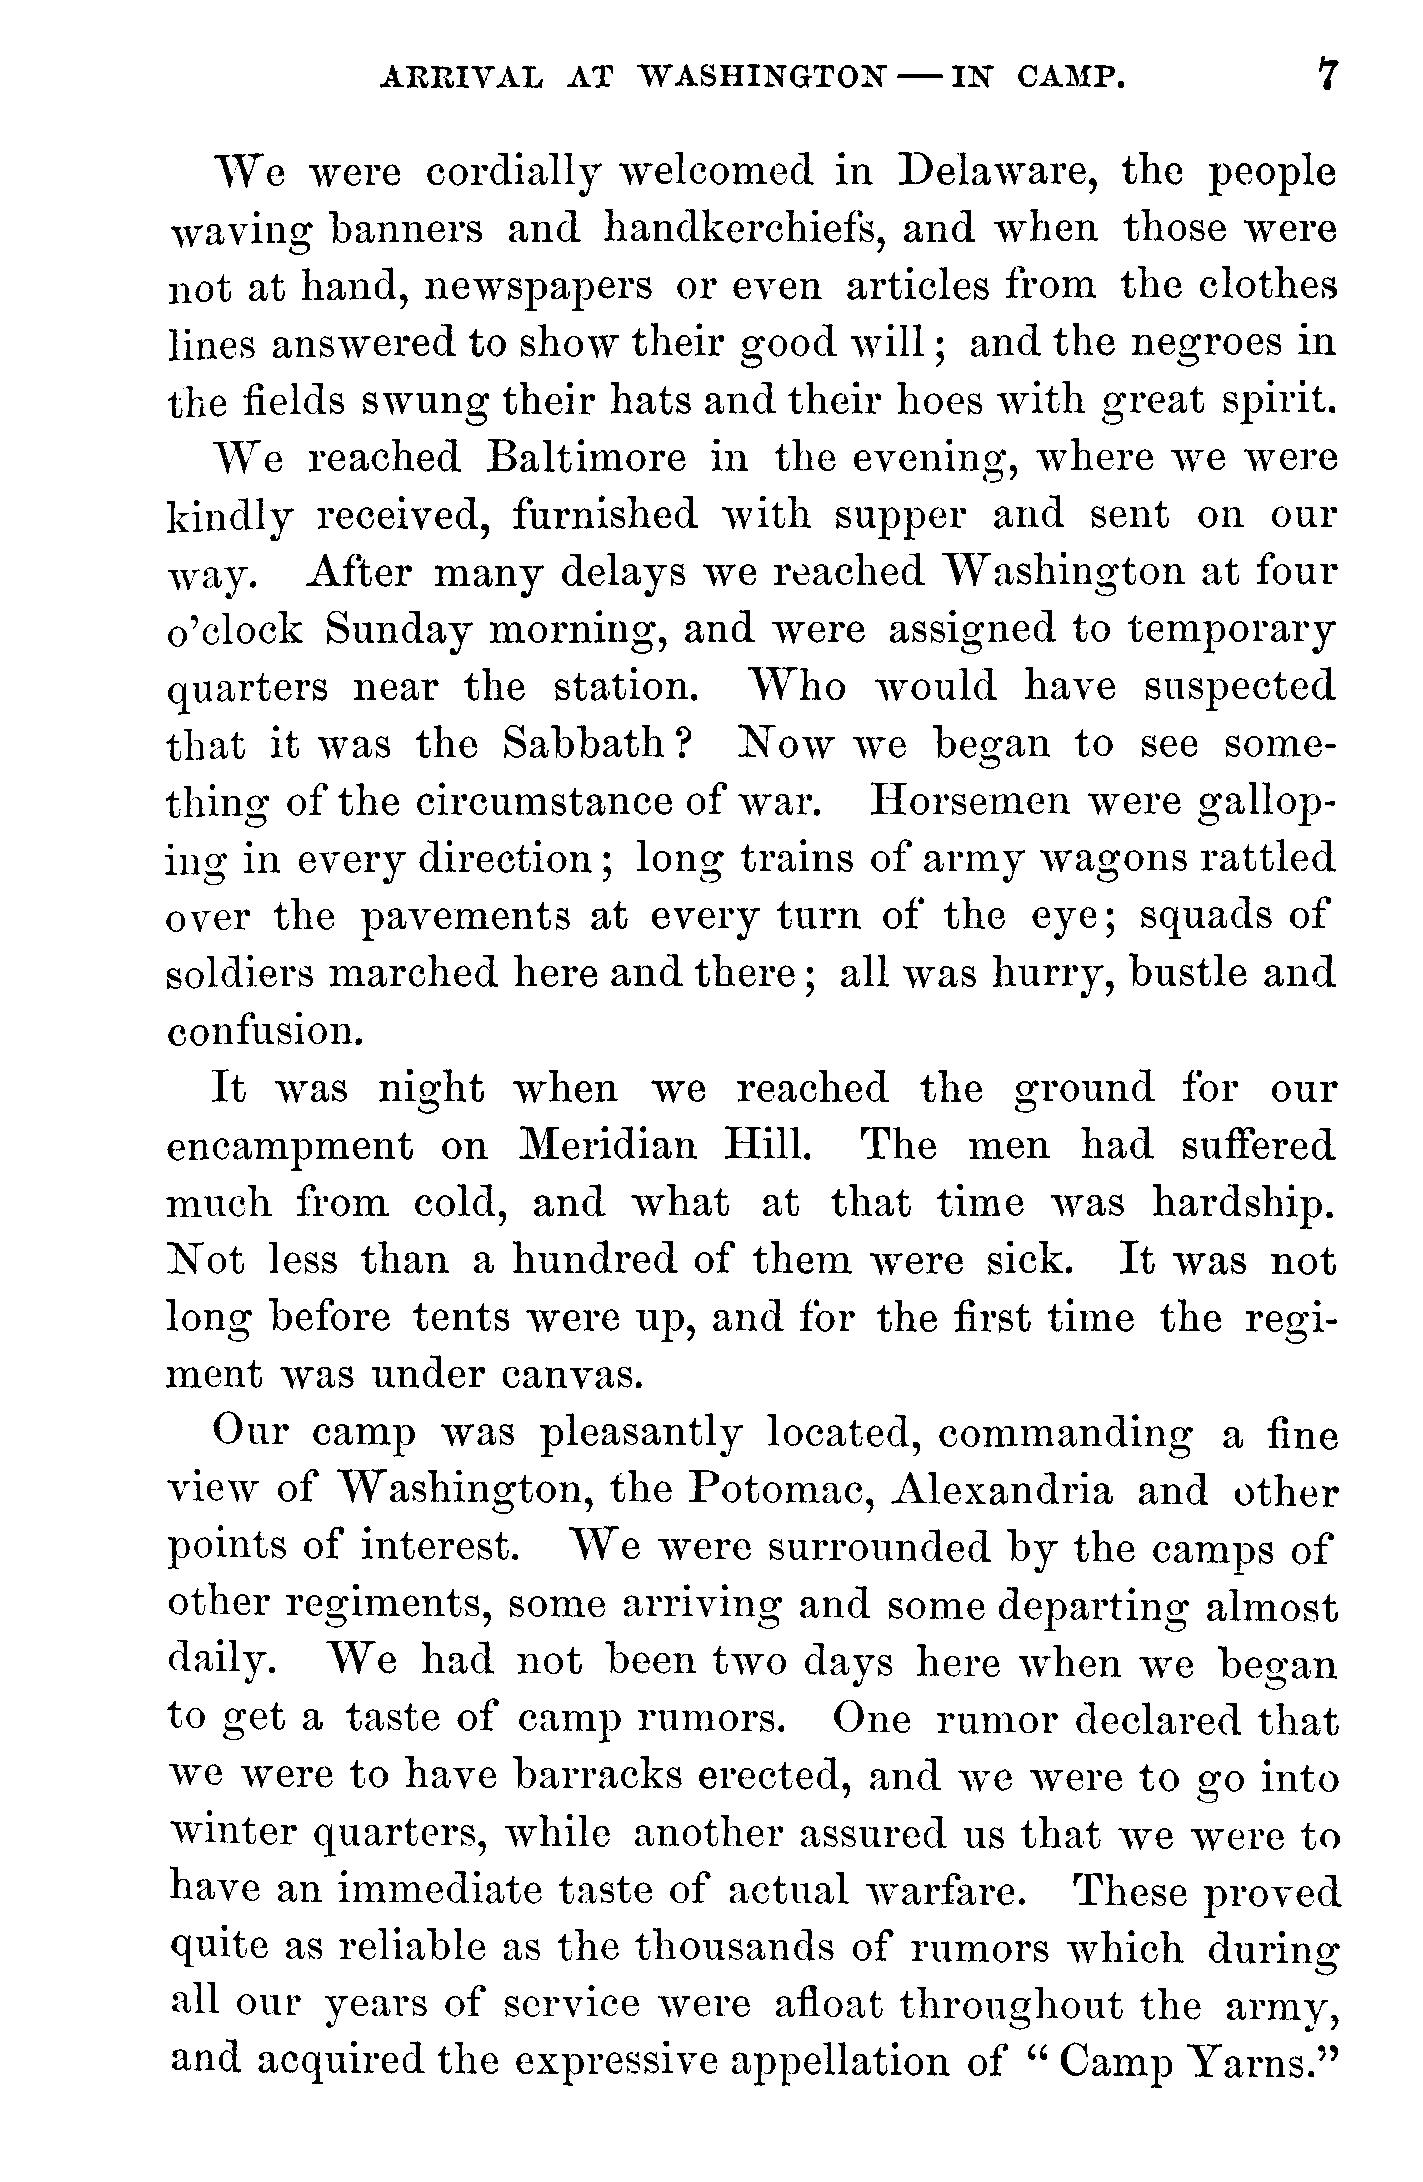 ARRIVAL AT WASHINGTON — IN CAMP. 7
We were cordially welcomed in Delaware, the people
waving banners and handkerchiefs, and when those were
not at hand, newspapers or even articles from the clothes
lines answered to show their good will; and the negroes in
the fields swung their hats and their hoes with great spirit.
We reached Baltimore in the evening, where we were
kindly received, furnished with supper and sent on our
way. After many delays we reached Washington at four
o'clock Sunday morning, and were assigned to temporary
quarters near the station. Who would have suspected
that it was the Sabbath? Now we began to see some-
thing of the circumstance of war. Horsemen were gallop-
ing in every direction; long trains of army wagons rattled
over the pavements at every turn of the eye; squads of
soldiers marched here and there; all was hurry, bustle and
confusion.
It was night when we reached the ground for our
encampment on Meridian Hill. The men had suffered
much from cold, and what at that time was hardship.
Not less than a hundred of them were sick. It was not
long before tents were up, and for the first time the regi-
ment was under canvas.
Our camp was pleasantly located, commanding a fine
view of Washington, the Potomac, Alexandria and other
points of interest. We were surrounded by the camps of
other regiments, some arriving and some departing almost
daily. We had not been two days here when we began
to get a taste of camp rumors. One rumor declared that
we were to have barracks erected, and we were to go into
winter quarters, while another assured us that we were to
have an immediate taste of actual warfare. These proved
quite as reliable as the thousands of rumors which during
all our years of service were afloat throughout the army,
and acquired the expressive appellation of "Camp Yarns."